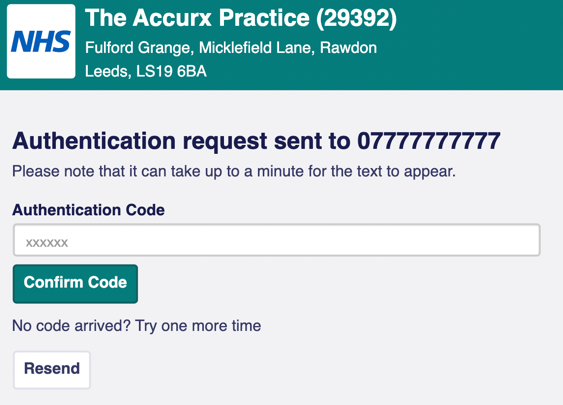 NHS
The Accurx Practice (29392)
Fulford Grange, Micklefield Lane, Rawdon
Leeds, LS19 6BA
Authentication request sent to 07777777777
Please note that it can take up to a minute for the text to appear.
Authentication Code
xxxxxx
Confirm Code
No code arrived? Try one more time
Resend